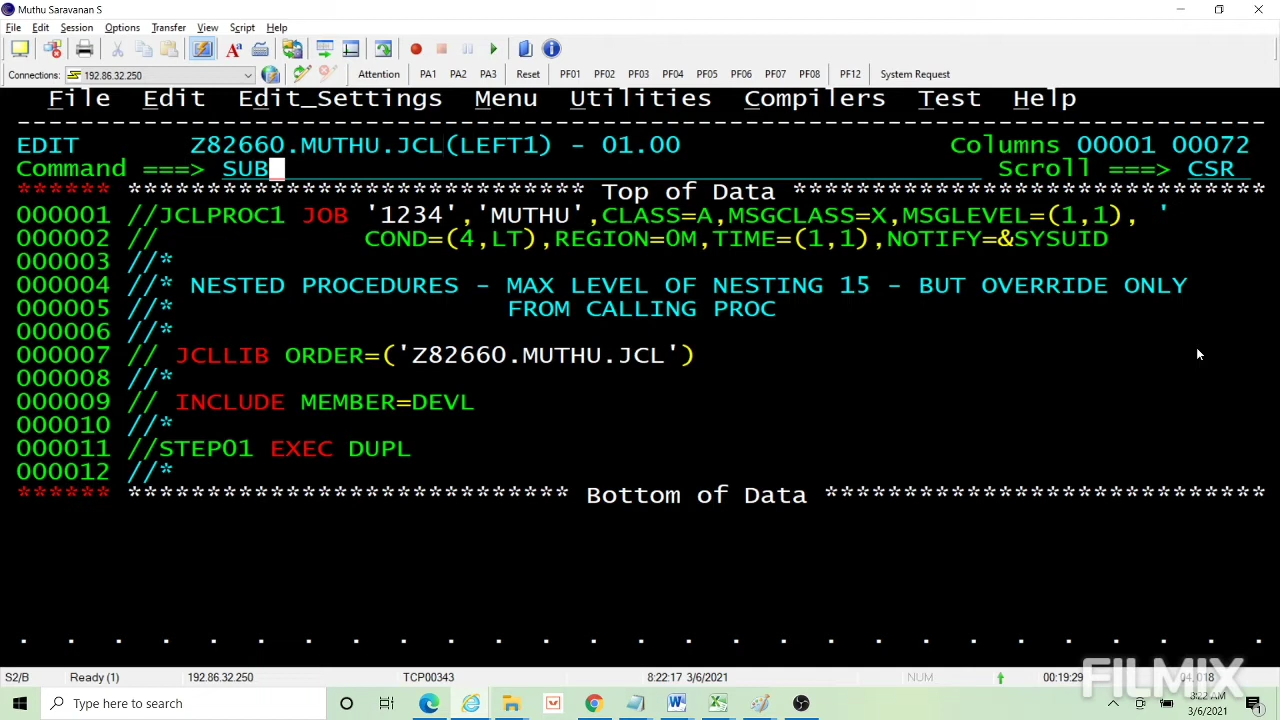 Muthu Saravanan S
File Edit Session Options Transfer View Script Help
Connections: 192.86.32.250 Attention PA1 PA2 PA3 Reset PF01 PF02 PF03 PF04 PF05 PF06 PF07 PF08 PF12 System Request
File Edit Edit_Settings Menu Utilities Compilers Test Help
-------------------------------------------------------------------------------
EDIT Z82660.MUTHU.JCL(LEFT1) - 01.00 Columns 00001 00072
Command ===> SUB Scroll ===> CSR
****** ***************************** Top of Data ******************************
000001 //JCLPROC1 JOB '1234','MUTHU',CLASS=A,MSGCLASS=X,MSGLEVEL=(1,1), '
000002 // COND=(4,LT),REGION=0M,TIME=(1,1),NOTIFY=&SYSUID
000003 //*
000004 //* NESTED PROCEDURES - MAX LEVEL OF NESTING 15 - BUT OVERRIDE ONLY
000005 //* FROM CALLING PROC
000006 //*
000007 // JCLLIB ORDER=('Z82660.MUTHU.JCL')
000008 //*
000009 // INCLUDE MEMBER=DEVL
000010 //*
000011 //STEP01 EXEC DUPL
000012 //*
****** **************************** Bottom of Data ****************************
. . . . . . . . . . . . . . . . . . . . . . . . . . .
S2/B Ready (1) 192.86.32.250 TCP00343 8:22:17 3/6/2021 NUM 00:19:29 04,018
FILMIX
Type here to search
8:22 AM
3/6/2021
1